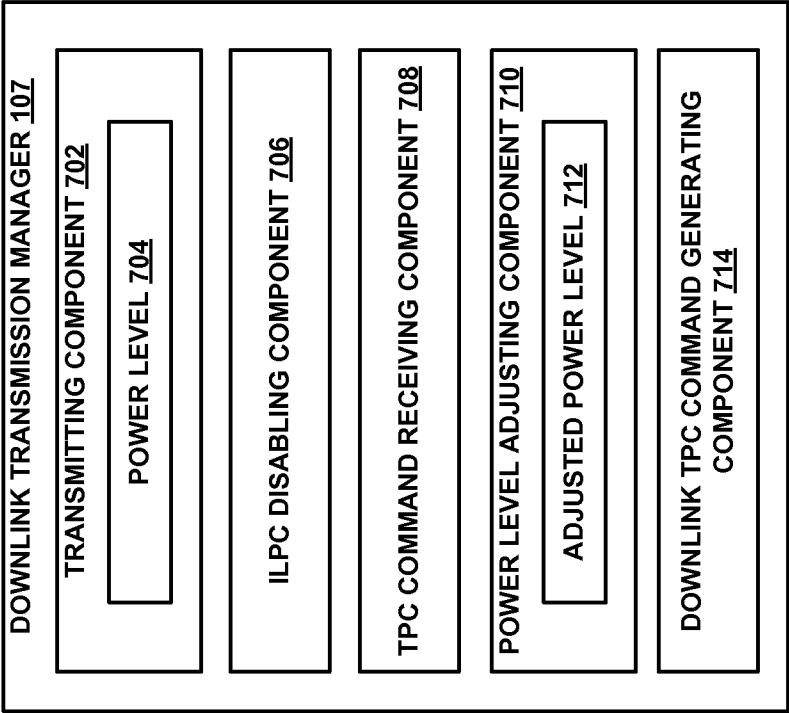 DOWNLINK TRANSMISSION MANAGER 107
TRANSMITTING COMPONENT 702
POWER LEVEL 704
ILPC DISABLING COMPONENT 706
TPC COMMAND RECEIVING COMPONENT 708
POWER LEVEL ADJUSTING COMPONENT 710
ADJUSTED POWER LEVEL 712
DOWNLINK TPC COMMAND GENERATING
COMPONENT 714